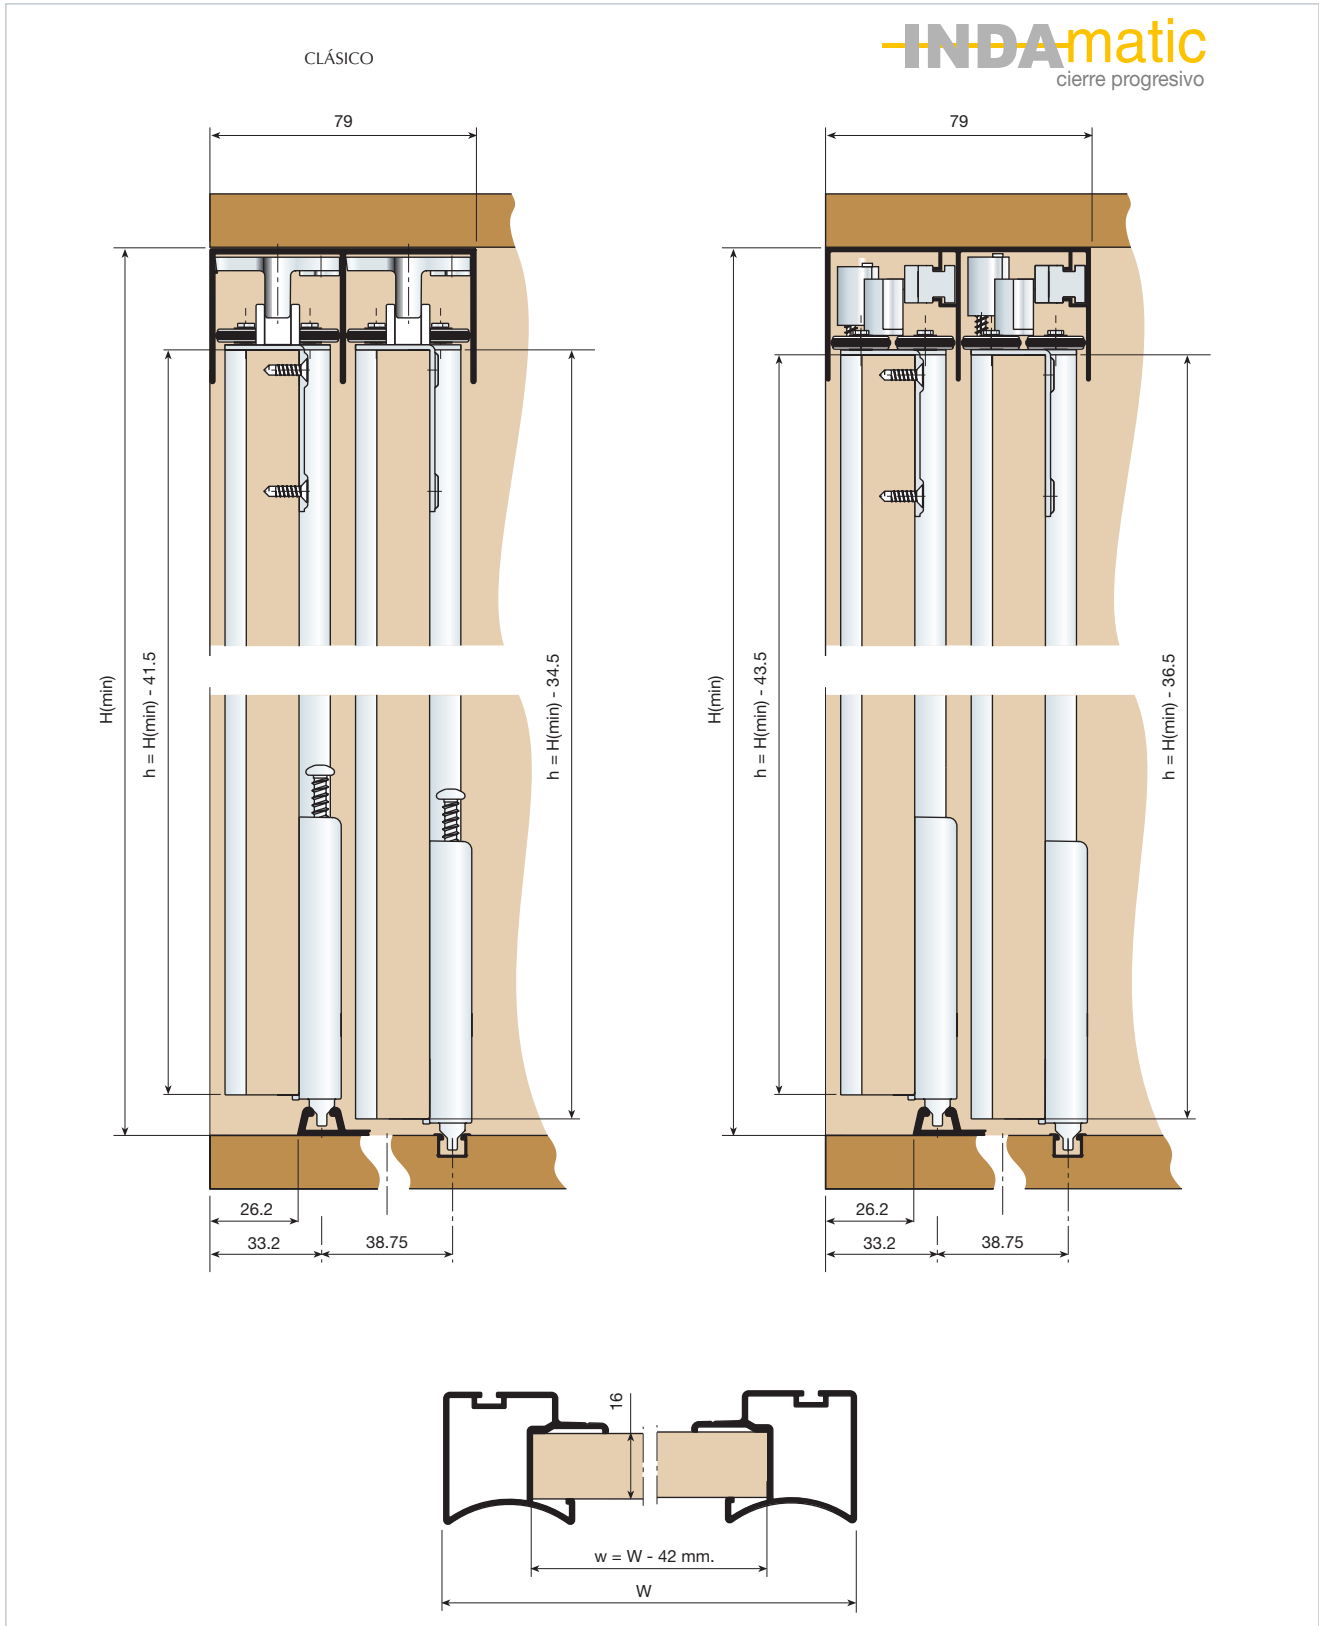 CLÁSICO
INDAmatic
cierre progresivo
79
79
H(min)
h = H(min) - 41.5
h = H(min) - 34.5
H(min)
h = H(min) - 43.5
h = H(min) - 36.5
26.2
33.2
38.75
26.2
33.2
38.75
16
w = W - 42 mm.
W